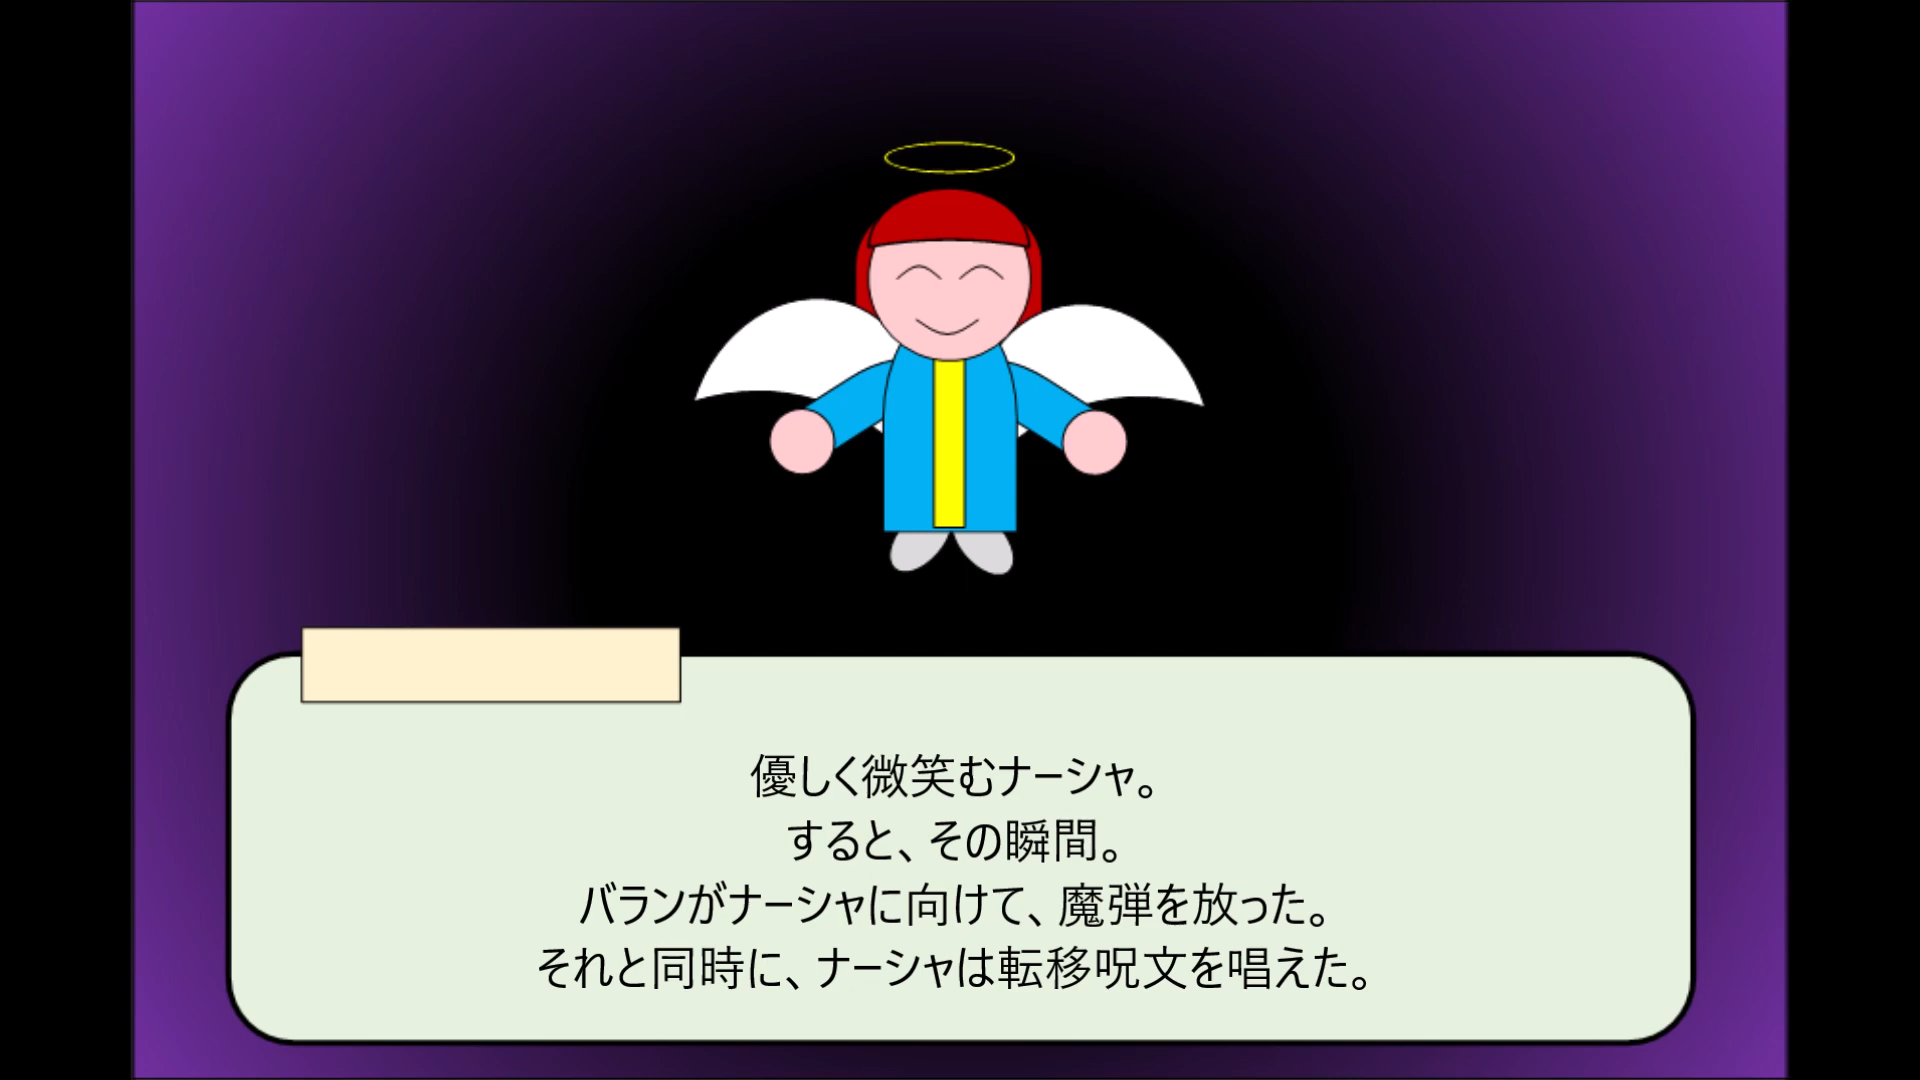 優しく微笑むナーシャ。
すると、その瞬間。
バランがナーシャに向けて、魔弾を放った。
それと同時に、ナーシャは転移呪文を唱えた。